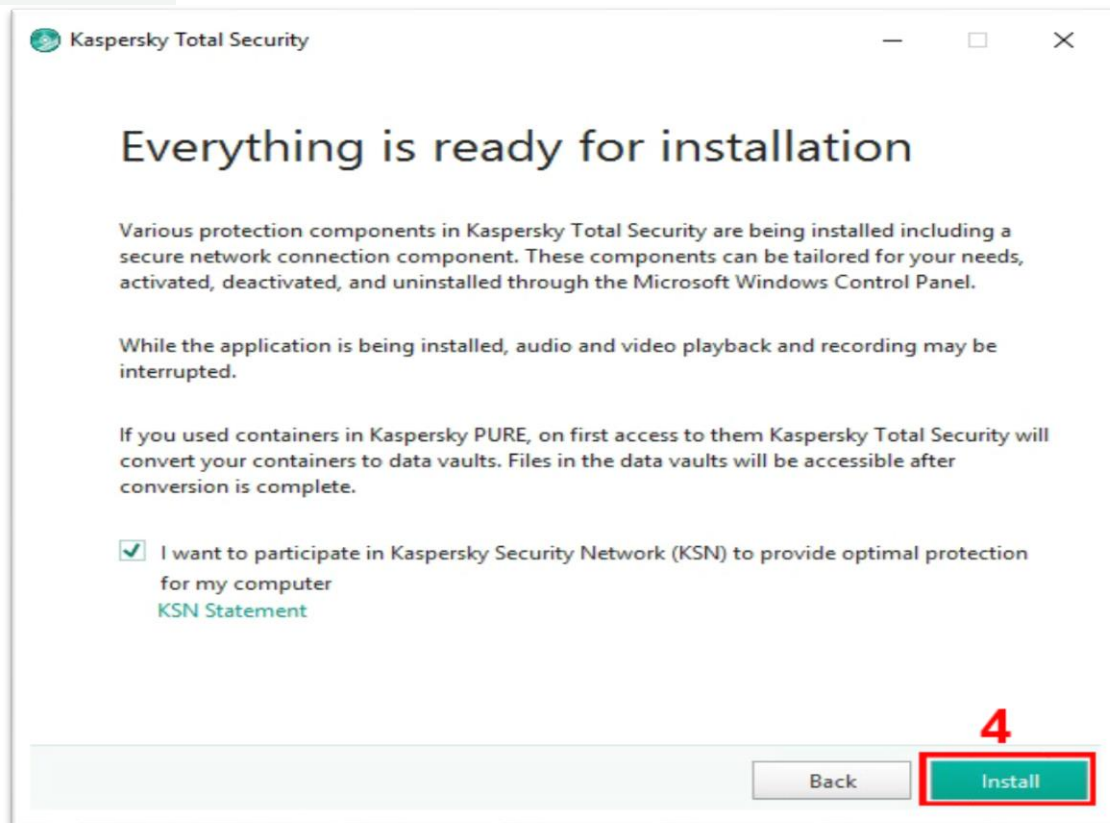 Kaspersky Total Security
Everything is ready for installation
Various protection components in Kaspersky Total Security are being installed including a
secure network connection component. These components can be tailored for your needs,
activated, deactivated, and uninstalled through the Microsoft Windows Control Panel.
While the application is being installed, audio and video playback and recording may be
interrupted.
If you used containers in Kaspersky PURE, on first access to them Kaspersky Total Security will
convert your containers to data vaults. Files in the data vaults will be accessible after
conversion is complete.
I want to participate in Kaspersky Security Network (KSN) to provide optimal protection
for my computer
KSN Statement
4
Back Install